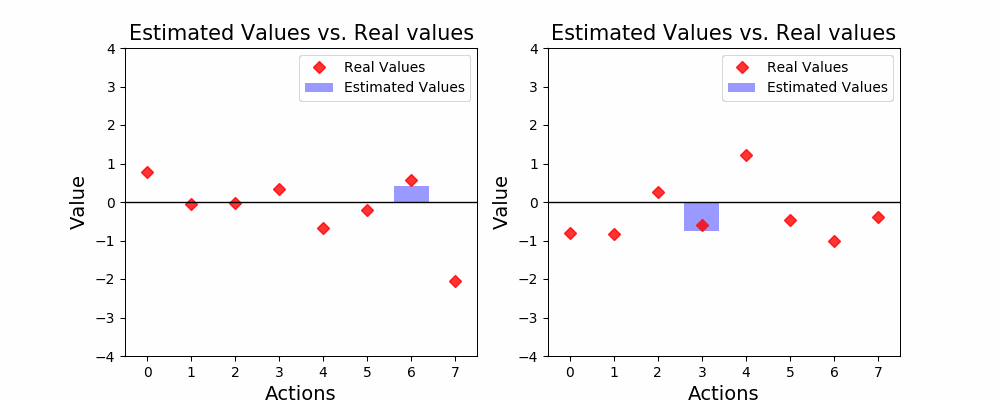 Estimated Values vs. Real values
4
3
2
1
0
−1
−2
−3
−4
Value
Real Values
Estimated Values
0 1 2 3 4 5 6 7
Actions
Estimated Values vs. Real values
4
3
2
1
0
−1
−2
−3
−4
Value
Real Values
Estimated Values
0 1 2 3 4 5 6 7
Actions